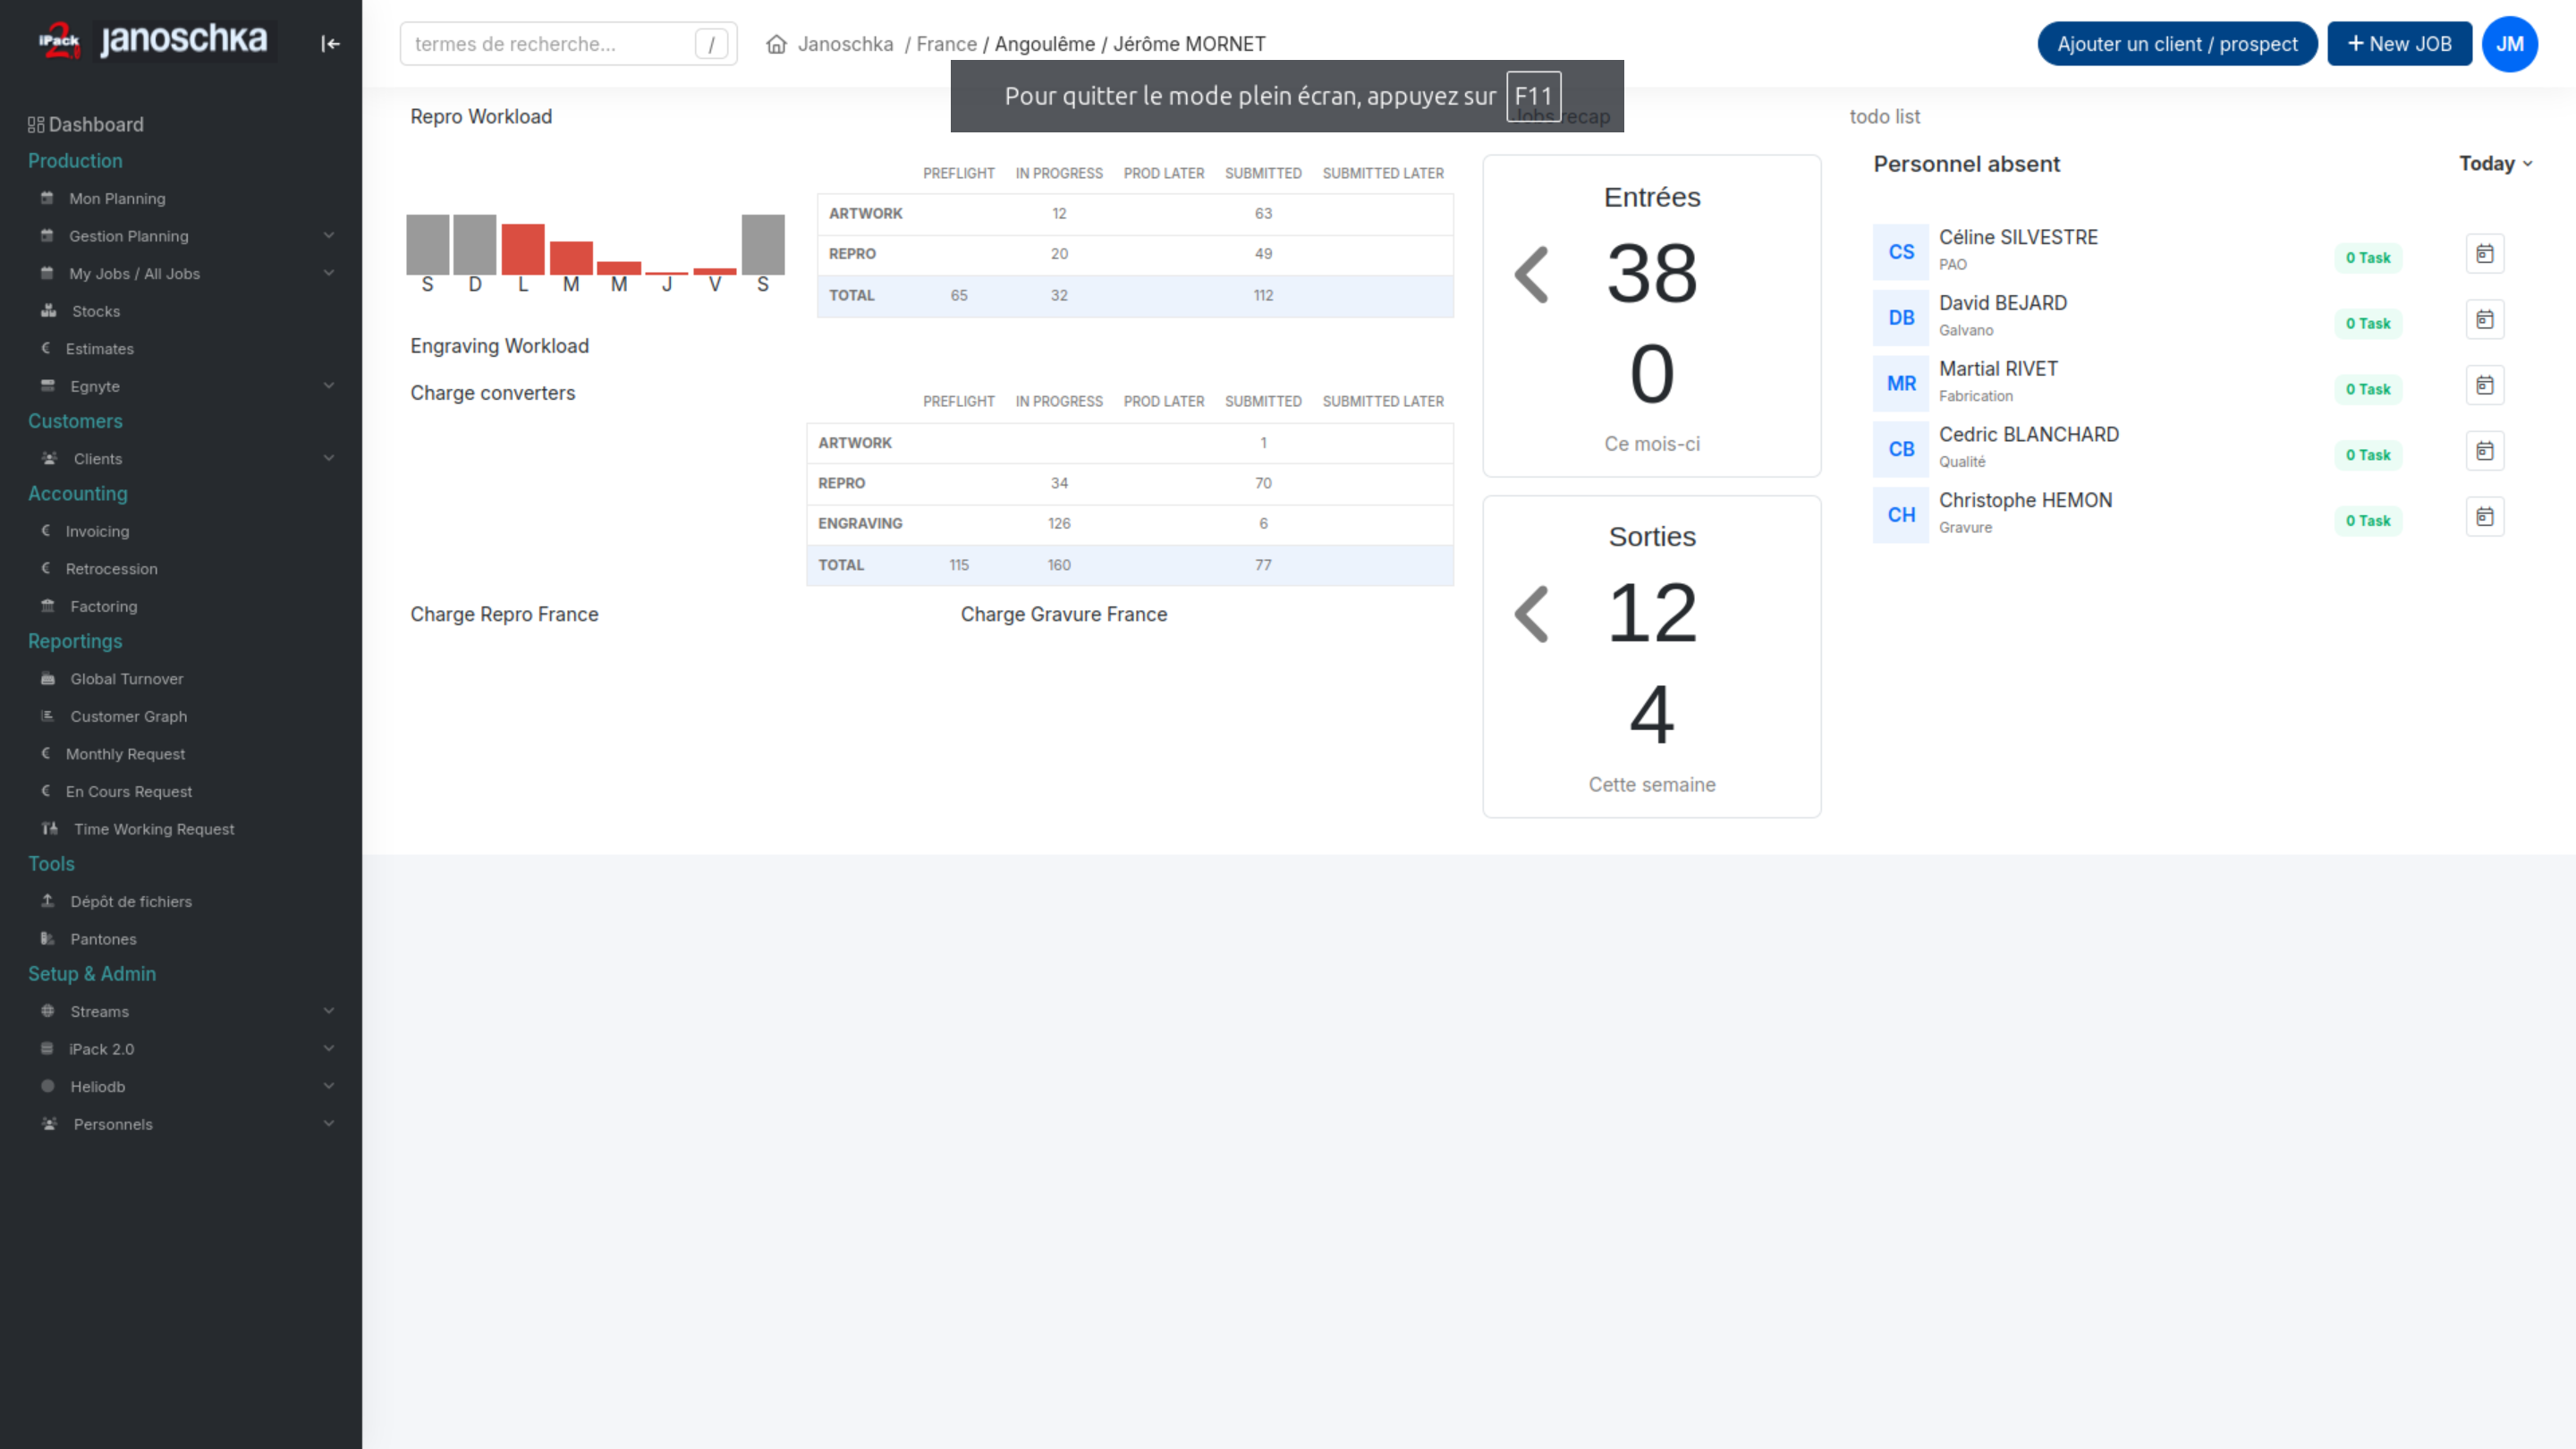 iPack 2.0 janoschka
Dashboard
Production
Mon Planning
Gestion Planning
My Jobs / All Jobs
Stocks
Estimates
Egnyte
Customers
Clients
Accounting
Invoicing
Retrocession
Factoring
Reportings
Global Turnover
Customer Graph
Monthly Request
En Cours Request
Time Working Request
Tools
Dépôt de fichiers
Pantones
Setup & Admin
Streams
iPack 2.0
Heliodb
Personnels
termes de recherche... /
Janoschka / France / Angoulême / Jérôme MORNET
Ajouter un client / prospect
+ New JOB
JM
Pour quitter le mode plein écran, appuyez sur F11
Repro Workload
Jobs recap
todo list
S D L M M J V S
PREFLIGHT IN PROGRESS PROD LATER SUBMITTED SUBMITTED LATER
ARTWORK 12 63
REPRO 20 49
TOTAL 65 32 112
Engraving Workload
Charge converters
PREFLIGHT IN PROGRESS PROD LATER SUBMITTED SUBMITTED LATER
ARTWORK 1
REPRO 34 70
ENGRAVING 126 6
TOTAL 115 160 77
Charge Repro France
Charge Gravure France
Entrées
38
0
Ce mois-ci
Sorties
12
4
Cette semaine
Personnel absent
Today
CS Céline SILVESTRE
PAO
0 Task
DB David BEJARD
Galvano
0 Task
MR Martial RIVET
Fabrication
0 Task
CB Cedric BLANCHARD
Qualité
0 Task
CH Christophe HEMON
Gravure
0 Task